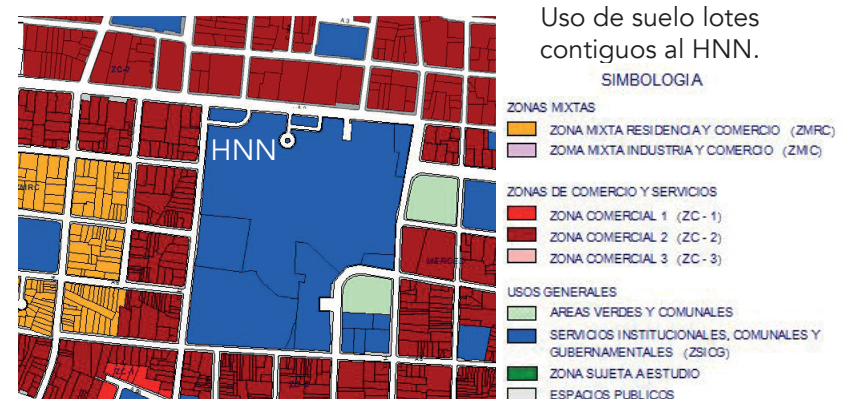 Uso de suelo lotes
contiguos al HNN.
SIMBOLOGIA
ZONAS MIXTAS
ZONA MIXTA RESIDENCIA Y COMERCIO (ZMRC)
ZOMA MIXTA INDUSTRIA Y COMERCIO (ZMIC)
ZONAS DE COMERCIO Y SERVICIOS
ZONA COMERCIAL 1 (ZC - 1)
ZONA COMERCIAL 2 (ZC - 2)
ZONA COMERCIAL 3 (ZC - 3)
USOS GENERALES
AREAS VERDES Y COMUNALES
SERVICIOS INSTITUCIONALES, COMUNALES Y
GUBERNAMENTALES (ZSICG)
ZONA SUJETA A ESTUDIO
ESPACIOS PUBLICOS
ZC-2
HNN
MERCED